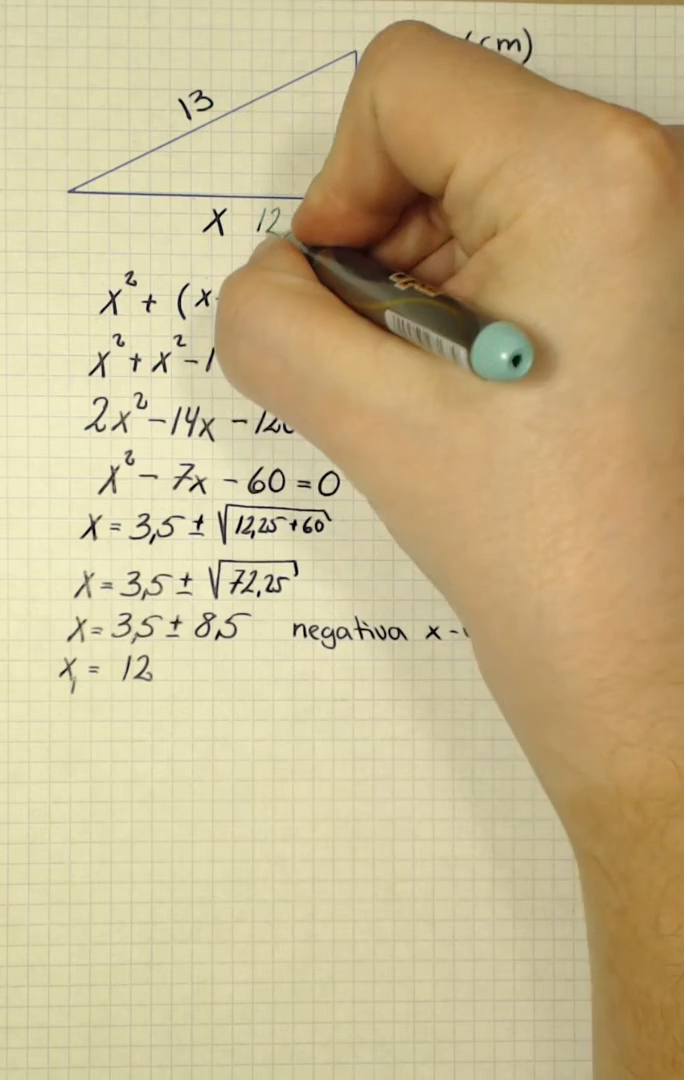 (cm)
13
x 12
x² + (x
x² + x² - 1
2x² - 14x - 120
x² - 7x - 60 = 0
x = 3,5 ± √12,25 + 60
x = 3,5 ± √72,25
x = 3,5 ± 8,5 negativa x-
x₁ = 12